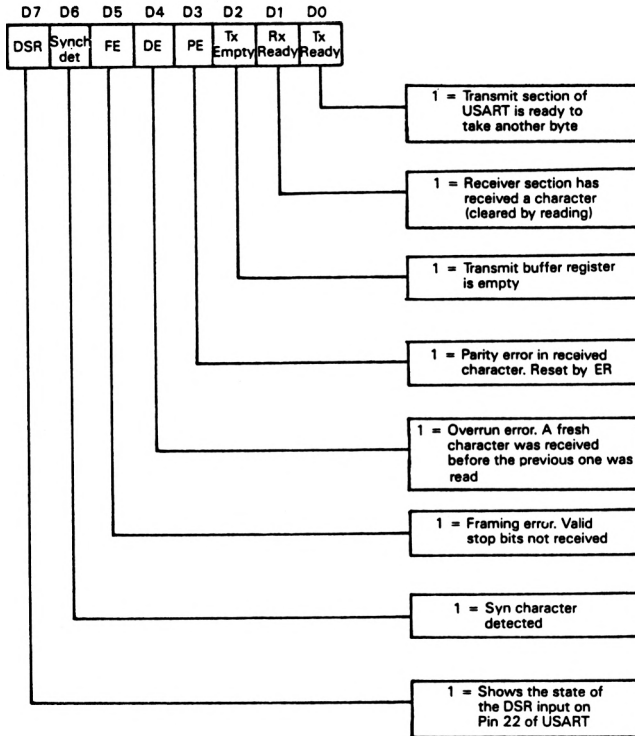 D7 D6 D5 D4 D3 D2 D1 D0
DSR Synch det FE DE PE Tx Empty Rx Ready Tx Ready
1 = Transmit section of
USART is ready to
take another byte
1 = Receiver section has
received a character
(cleared by reading)
1 = Transmit buffer register
is empty
1 = Parity error in received
character. Reset by ER
1 = Overrun error. A fresh
character was received
before the previous one was
read
1 = Framing error. Valid
stop bits not received
1 = Syn character
detected
1 = Shows the state of
the DSR input on
Pin 22 of USART